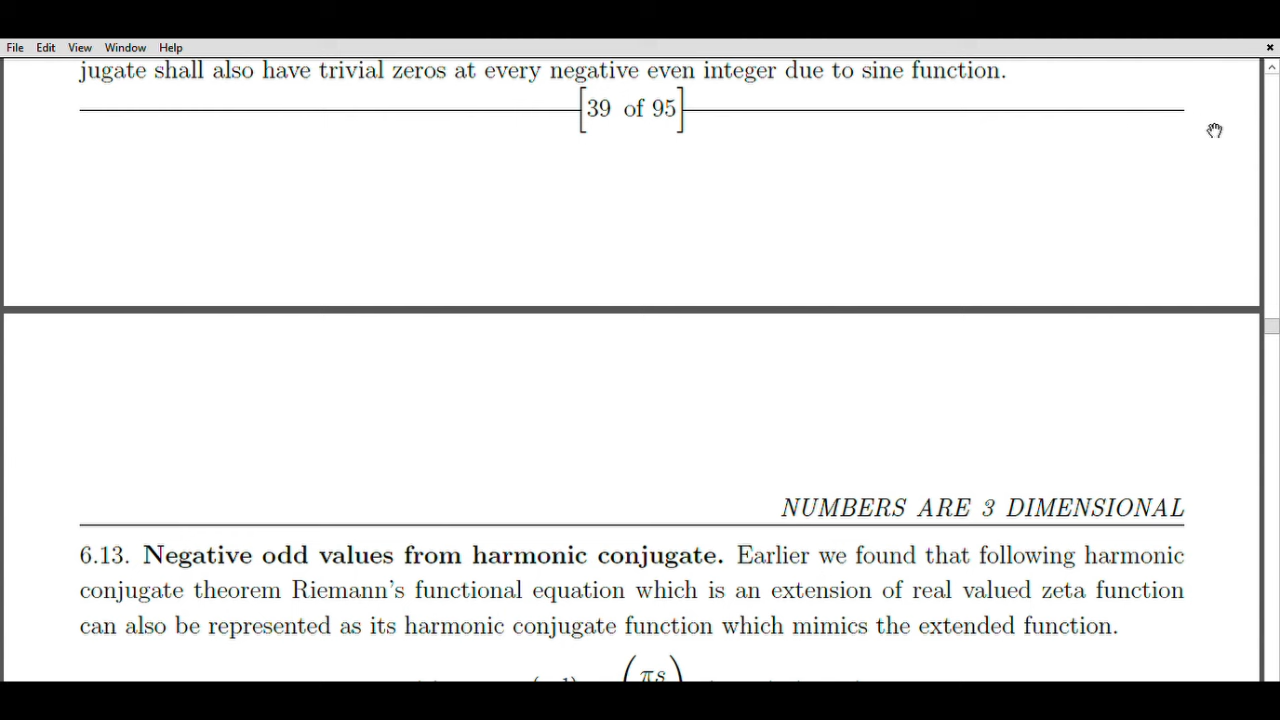 File Edit View Window Help
jugate shall also have trivial zeros at every negative even integer due to sine function.
[39 of 95]
NUMBERS ARE 3 DIMENSIONAL
6.13. Negative odd values from harmonic conjugate. Earlier we found that following harmonic
conjugate theorem Riemann's functional equation which is an extension of real valued zeta function
can also be represented as its harmonic conjugate function which mimics the extended function.
(πs)